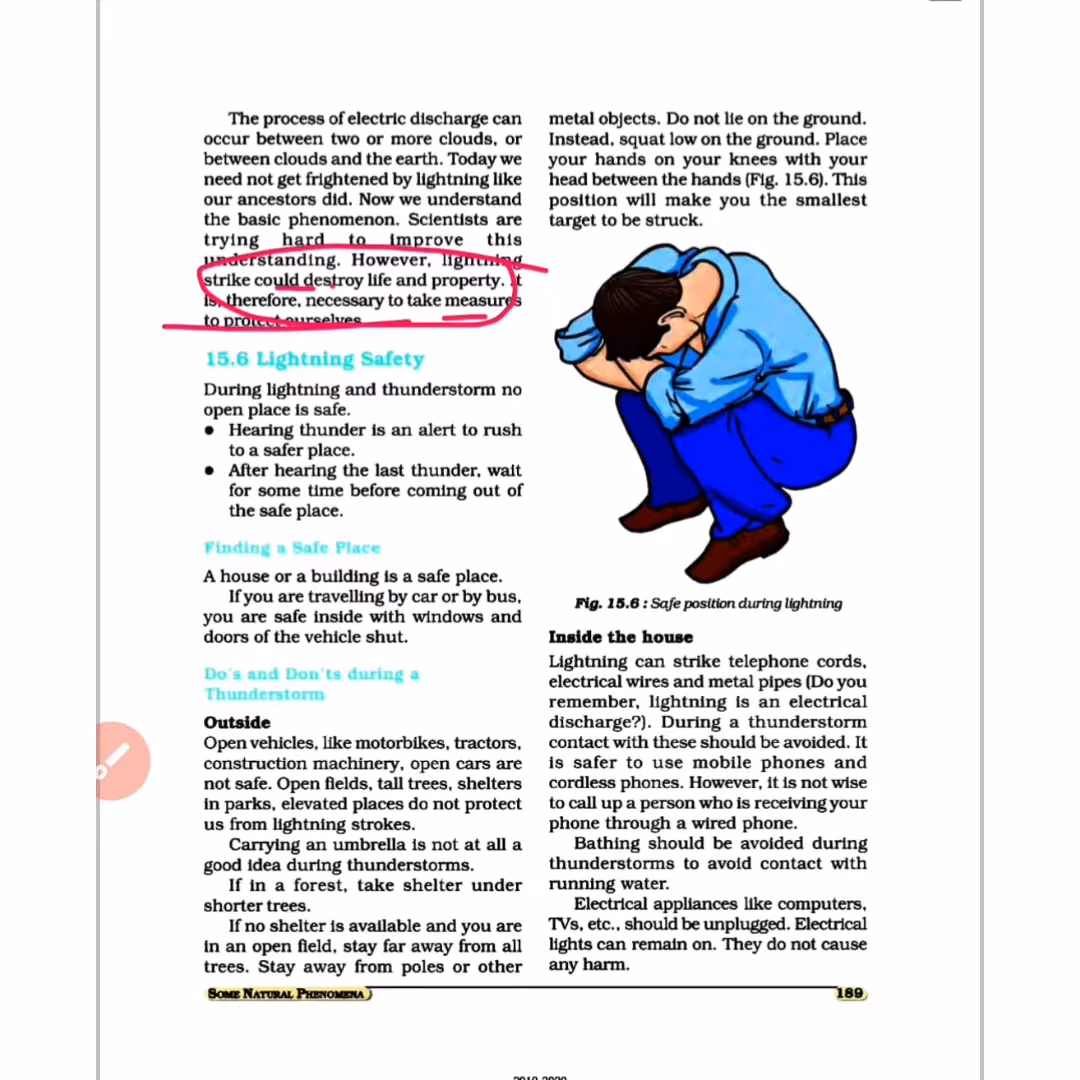 The process of electric discharge can
occur between two or more clouds, or
between clouds and the earth. Today we
need not get frightened by lightning like
our ancestors did. Now we understand
the basic phenomenon. Scientists are
trying hard to improve this
understanding. However, lightning
strike could destroy life and property. It
is, therefore, necessary to take measures
to protect ourselves
15.6 Lightning Safety
During lightning and thunderstorm no
open place is safe.
● Hearing thunder is an alert to rush
to a safer place.
● After hearing the last thunder, wait
for some time before coming out of
the safe place.
Finding a Safe Place
A house or a building is a safe place.
If you are travelling by car or by bus,
you are safe inside with windows and
doors of the vehicle shut.
Do's and Don'ts during a
Thunderstorm
Outside
Open vehicles, like motorbikes, tractors,
construction machinery, open cars are
not safe. Open fields, tall trees, shelters
in parks, elevated places do not protect
us from lightning strokes.
Carrying an umbrella is not at all a
good idea during thunderstorms.
If in a forest, take shelter under
shorter trees.
If no shelter is available and you are
in an open field, stay far away from all
trees. Stay away from poles or other
metal objects. Do not lie on the ground.
Instead, squat low on the ground. Place
your hands on your knees with your
head between the hands (Fig. 15.6). This
position will make you the smallest
target to be struck.
Fig. 15.6 : Safe position during lightning
Inside the house
Lightning can strike telephone cords,
electrical wires and metal pipes (Do you
remember, lightning is an electrical
discharge?). During a thunderstorm
contact with these should be avoided. It
is safer to use mobile phones and
cordless phones. However, it is not wise
to call up a person who is receiving your
phone through a wired phone.
Bathing should be avoided during
thunderstorms to avoid contact with
running water.
Electrical appliances like computers,
TVs, etc., should be unplugged. Electrical
lights can remain on. They do not cause
any harm.
SOME NATURAL PHENOMENA
189